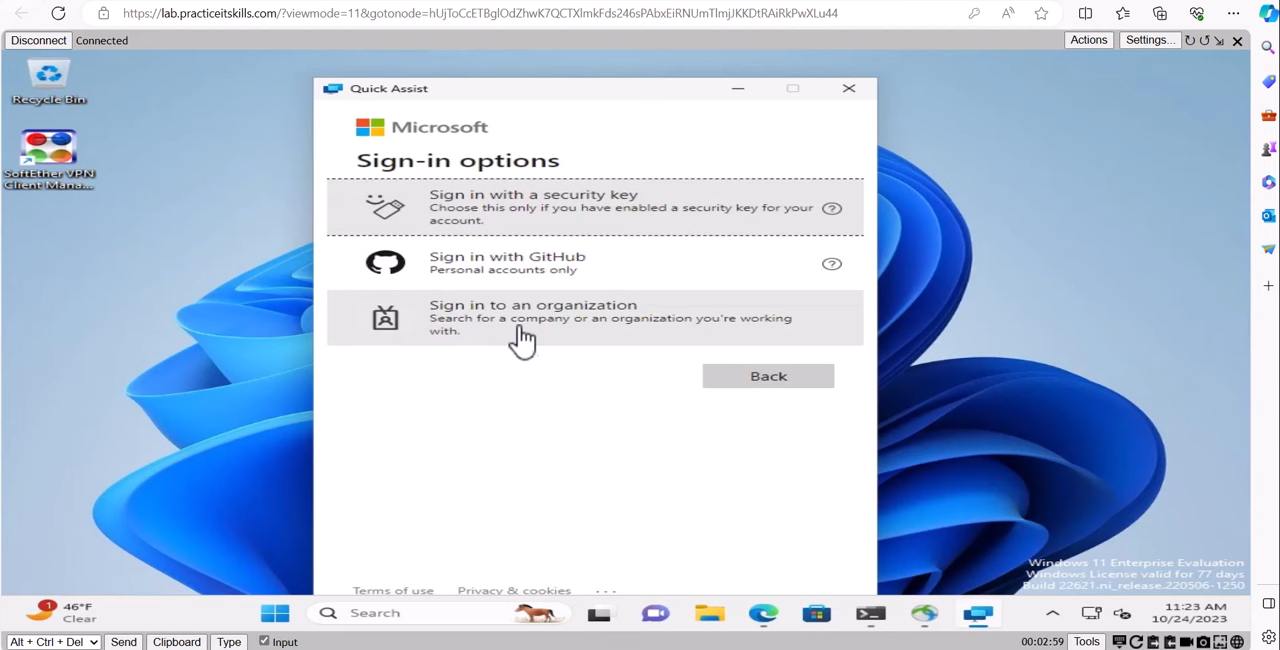 https://lab.practiceitskills.com/?viewmode=11&gotonode=hUjToCcETBglOdZhwK7QCTXlmkFds246sPAbxEiRNUmTlmjJKKDtRAiRkPwXLu44
Disconnect Connected
Actions Settings...
Recycle Bin
SoftEther VPN
Client Mana...
Quick Assist
Microsoft
Sign-in options
Sign in with a security key
Choose this only if you have enabled a security key for your
account.
Sign in with GitHub
Personal accounts only
Sign in to an organization
Search for a company or an organization you're working
with.
Back
Terms of use Privacy & cookies ...
Windows 11 Enterprise Evaluation
Windows License valid for 77 days
Build 22621.ni_release.220506-1250
1 46°F
Clear
Search
11:23 AM
10/24/2023
Alt + Ctrl + Del Send Clipboard Type Input
00:02:59 Tools